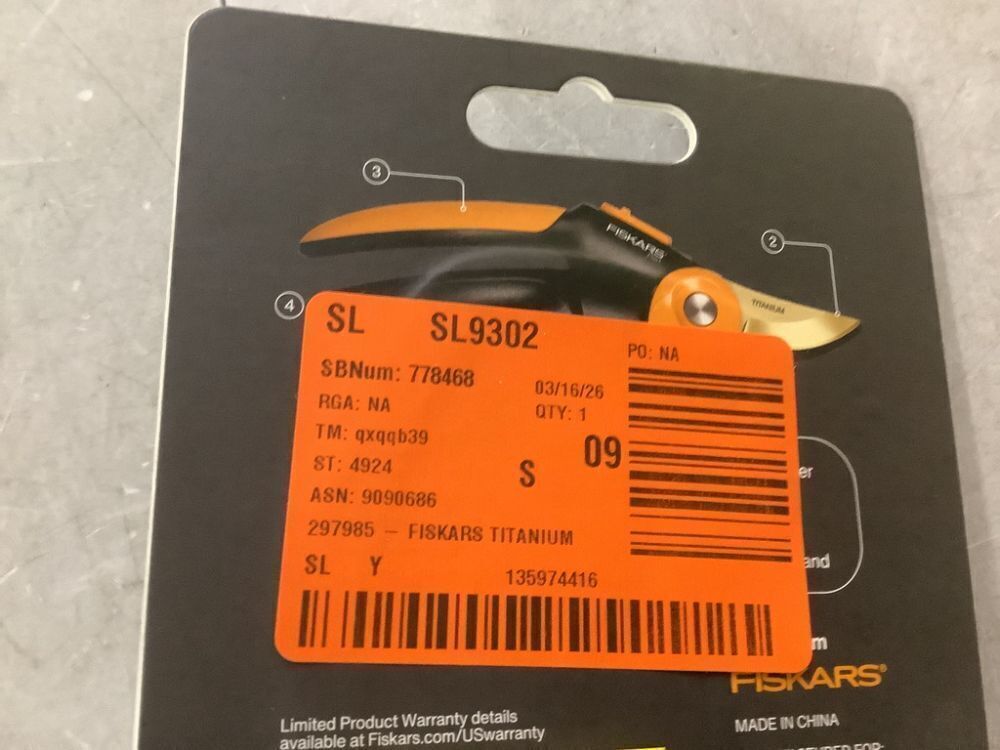 3
FISKARS
2
TITANIUM
4
SL SL9302
PO: NA
SBNum: 778468
03/16/26
RGA: NA
QTY: 1
TM: qxqqb39
09
ST: 4924
S
ASN: 9090686
297985 – FISKARS TITANIUM
SL Y
135974416
er
and
m
FISKARS®
Limited Product Warranty details
available at Fiskars.com/USwarranty
MADE IN CHINA